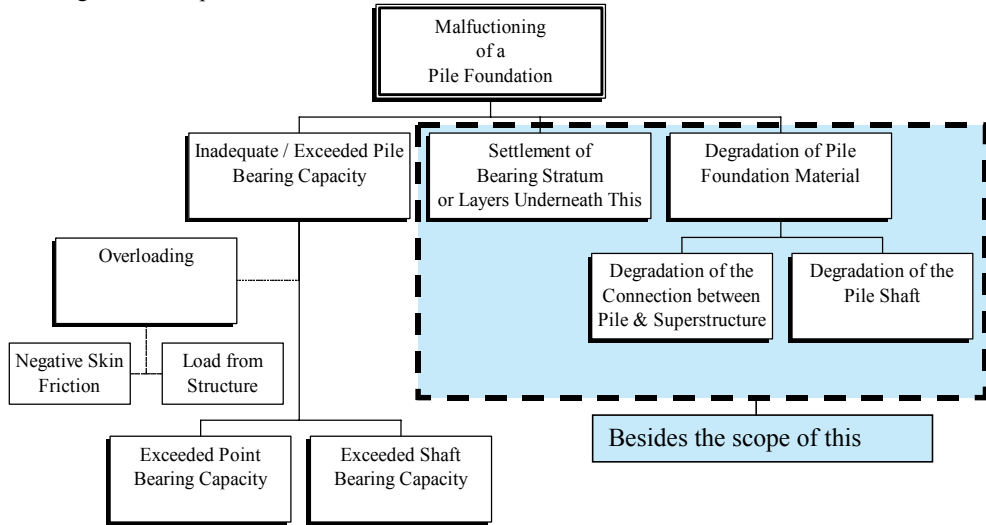 Malfuctioning
of a
Pile Foundation
Inadequate / Exceeded Pile
Bearing Capacity
Settlement of
Bearing Stratum
or Layers Underneath This
Degradation of Pile
Foundation Material
Overloading
Degradation of the
Connection between
Pile & Superstructure
Degradation of the
Pile Shaft
Negative Skin
Friction
Load from
Structure
Besides the scope of this
Exceeded Point
Bearing Capacity
Exceeded Shaft
Bearing Capacity